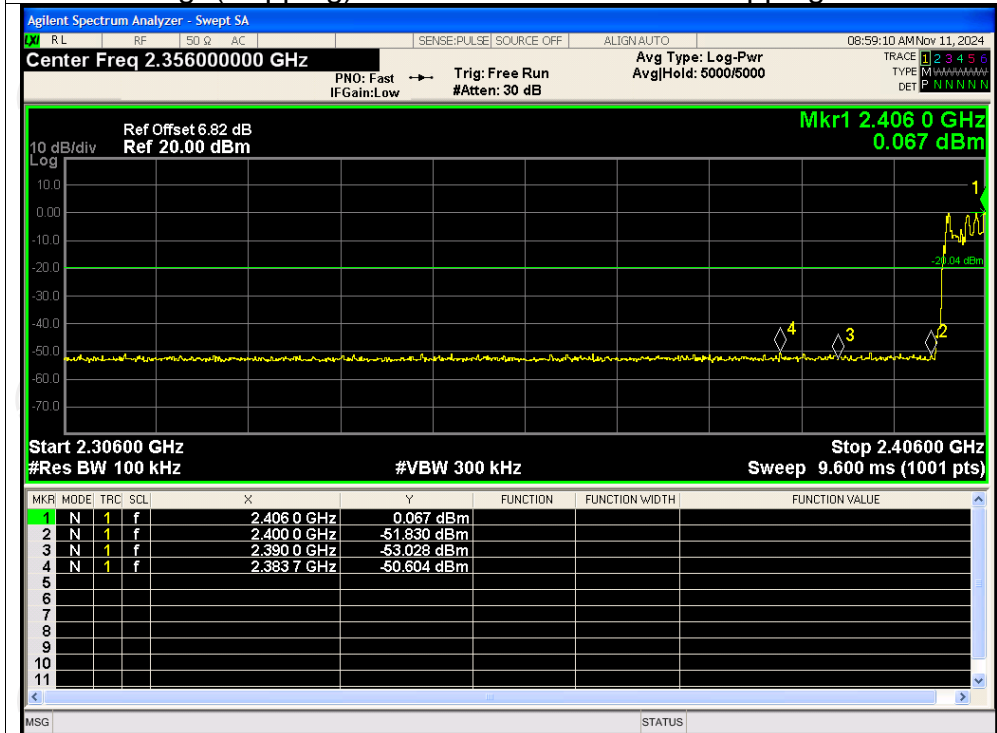 Agilent Spectrum Analyzer - Swept SA
LXI RL RF 50 Ω AC SENSE:PULSE SOURCE OFF ALIGN AUTO 08:59:10 AM Nov 11, 2024
Center Freq 2.356000000 GHz
PNO: Fast
IFGain:Low
Trig: Free Run
#Atten: 30 dB
Avg Type: Log-Pwr
Avg|Hold: 5000/5000
TRACE 1 2 3 4 5 6
TYPE M W W W W W
DET P N N N N N
Mkr1 2.406 0 GHz
0.067 dBm
Ref Offset 6.82 dB
10 dB/div Ref 20.00 dBm
Log
10.0
0.00
-10.0
-20.0
-30.0
-40.0
-50.0
-60.0
-70.0
1
-20.04 dBm
4
3
2
Start 2.30600 GHz Stop 2.40600 GHz
#Res BW 100 kHz #VBW 300 kHz Sweep 9.600 ms (1001 pts)
MKR MODE TRC SCL X Y FUNCTION FUNCTION WIDTH FUNCTION VALUE
1 N 1 f 2.406 0 GHz 0.067 dBm
2 N 1 f 2.400 0 GHz -51.830 dBm
3 N 1 f 2.390 0 GHz -53.028 dBm
4 N 1 f 2.383 7 GHz -50.604 dBm
5
6
7
8
9
10
11
MSG STATUS